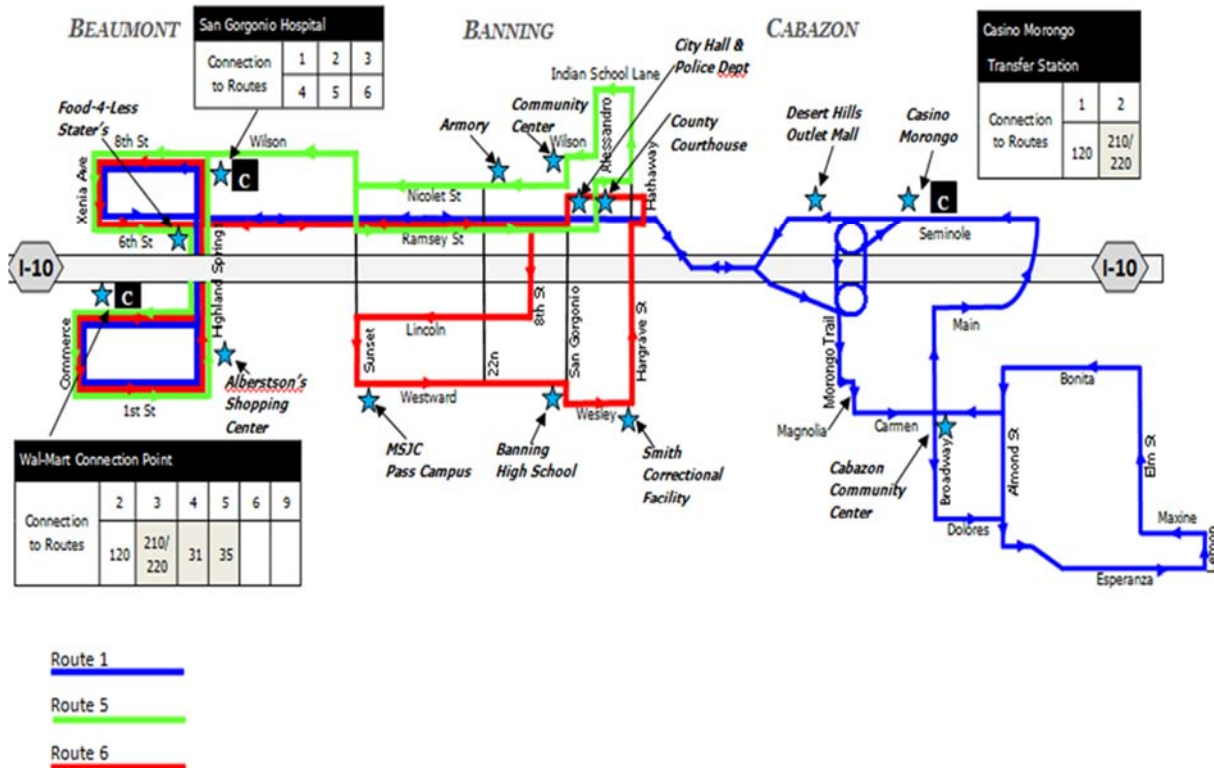 BEAUMONT
BANNING
CABAZON
San Gorgonio Hospital
Connection
to Routes
1 2 3
4 5 6
City Hall &
Police Dept
Casino Morongo
Transfer Station
Connection
to Routes
1 2
120 210/
220
Indian School Lane
Food-4-Less
Stater's
Community
Center
Armory
Alessandro
County
Courthouse
Desert Hills
Outlet Mall
Casino
Morongo
8th St
Wilson
Wilson
C
C
Xenia Ave
Nicolet St
Hathaway
6th St
Ramsey St
Seminole
Highland Springs
I-10
I-10
C
8th St
San Gorgonio
Hargrave St
Lincoln
Main
Commerce
Sunset
22n
Morongo Trail
Bonita
1st St
Alberstson's
Shopping
Center
Westward
Wesley
Magnolia
Carmen
Broadway
Almond St
Elm St
MSJC
Pass Campus
Banning
High School
Smith
Correctional
Facility
Cabazon
Community
Center
Dolores
Maxine
Lemon
Esperanza
Wal-Mart Connection Point
Connection
to Routes
2 3 4 5 6 9
120 210/
220 31 35
Route 1
Route 5
Route 6